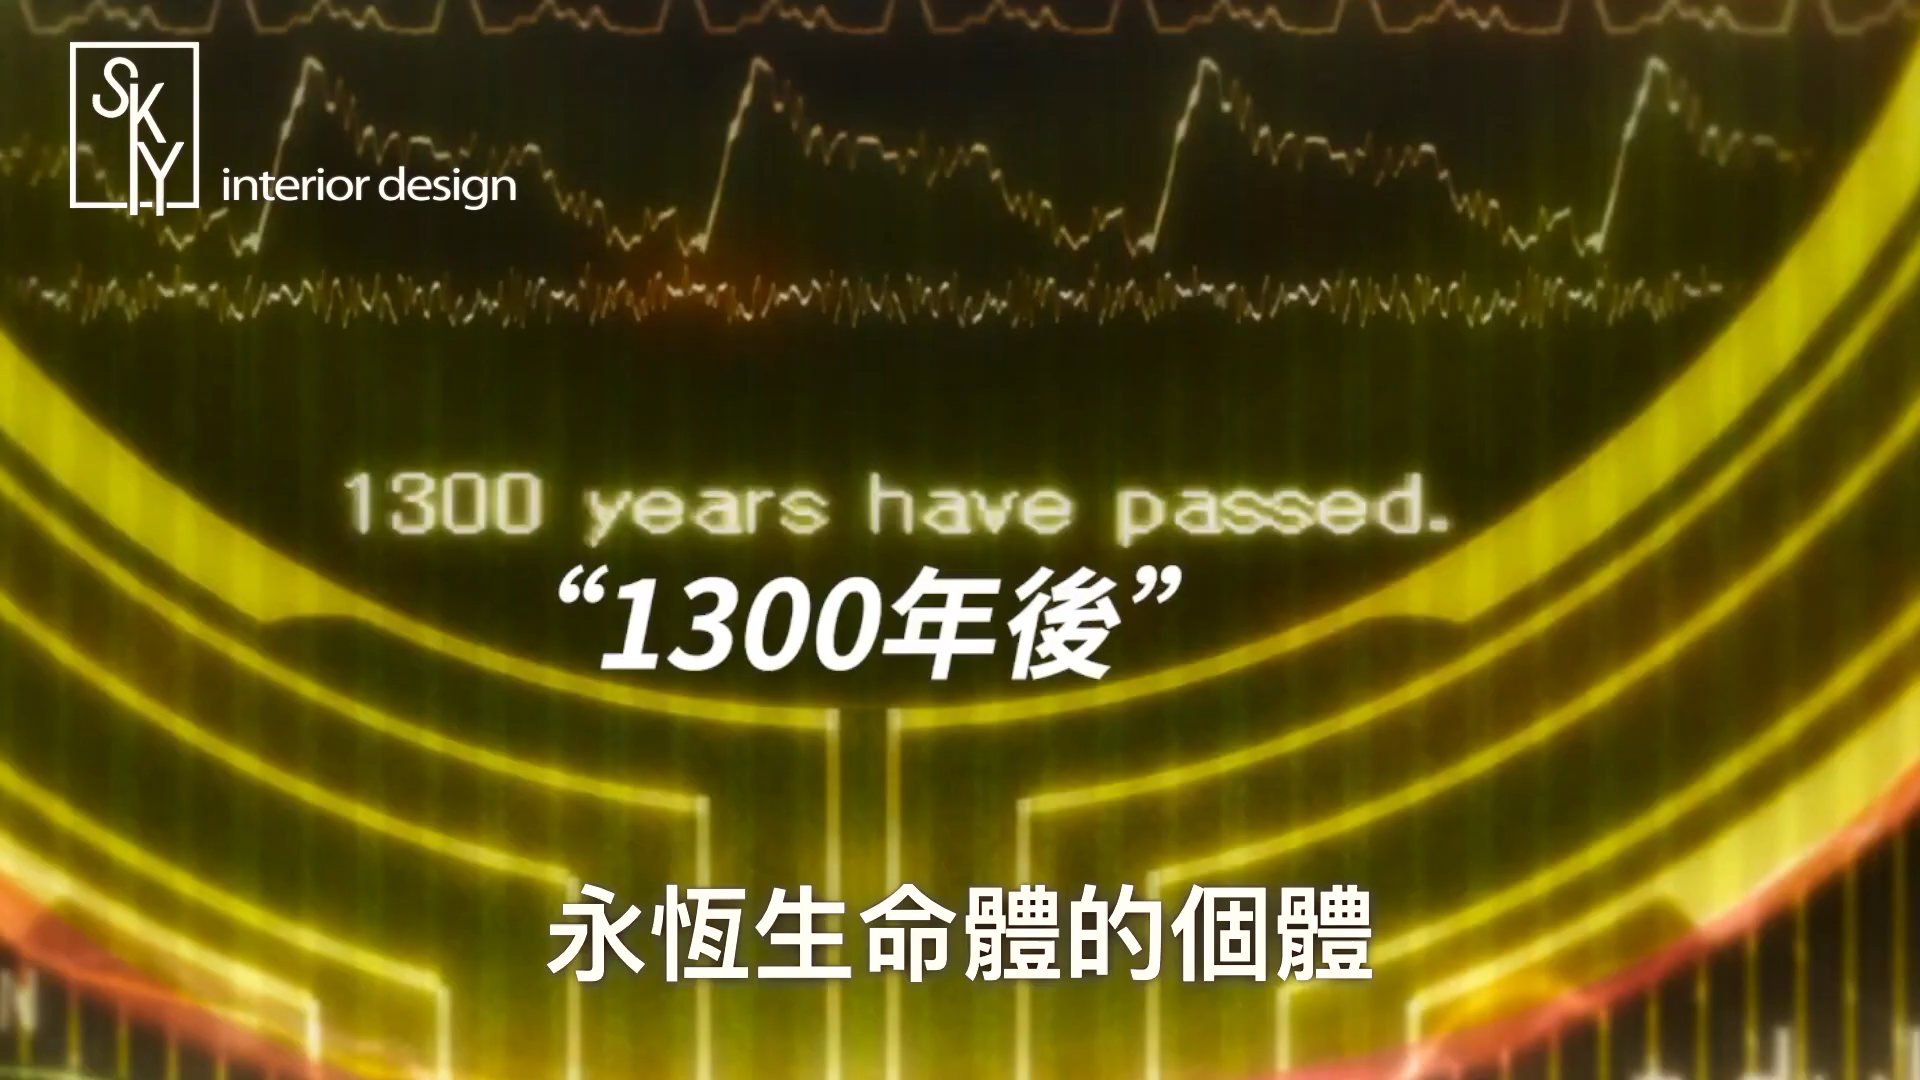 SKY
interior design
1300 years have passed.
“1300年後”
永恆生命體的個體